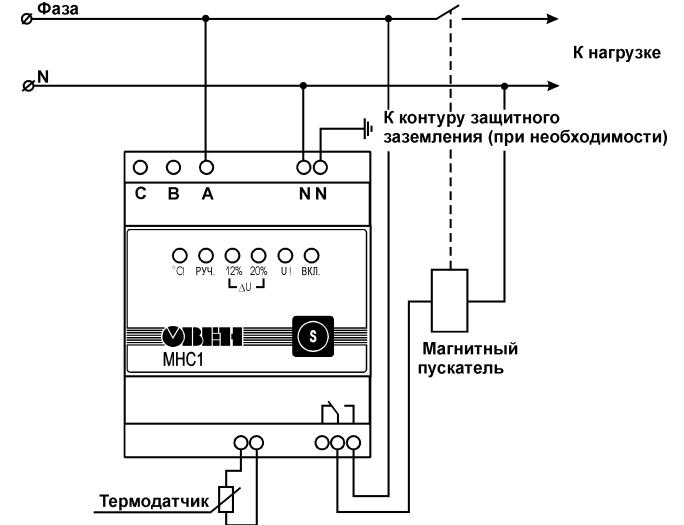 Фаза
К нагрузке
N
К контуру защитного
заземления (при необходимости)
C B A N N
°C! РУЧ. 12% 20% U! ВКЛ.
ΔU
ОВЕН
S
МНС1
Магнитный
пускатель
Термодатчик